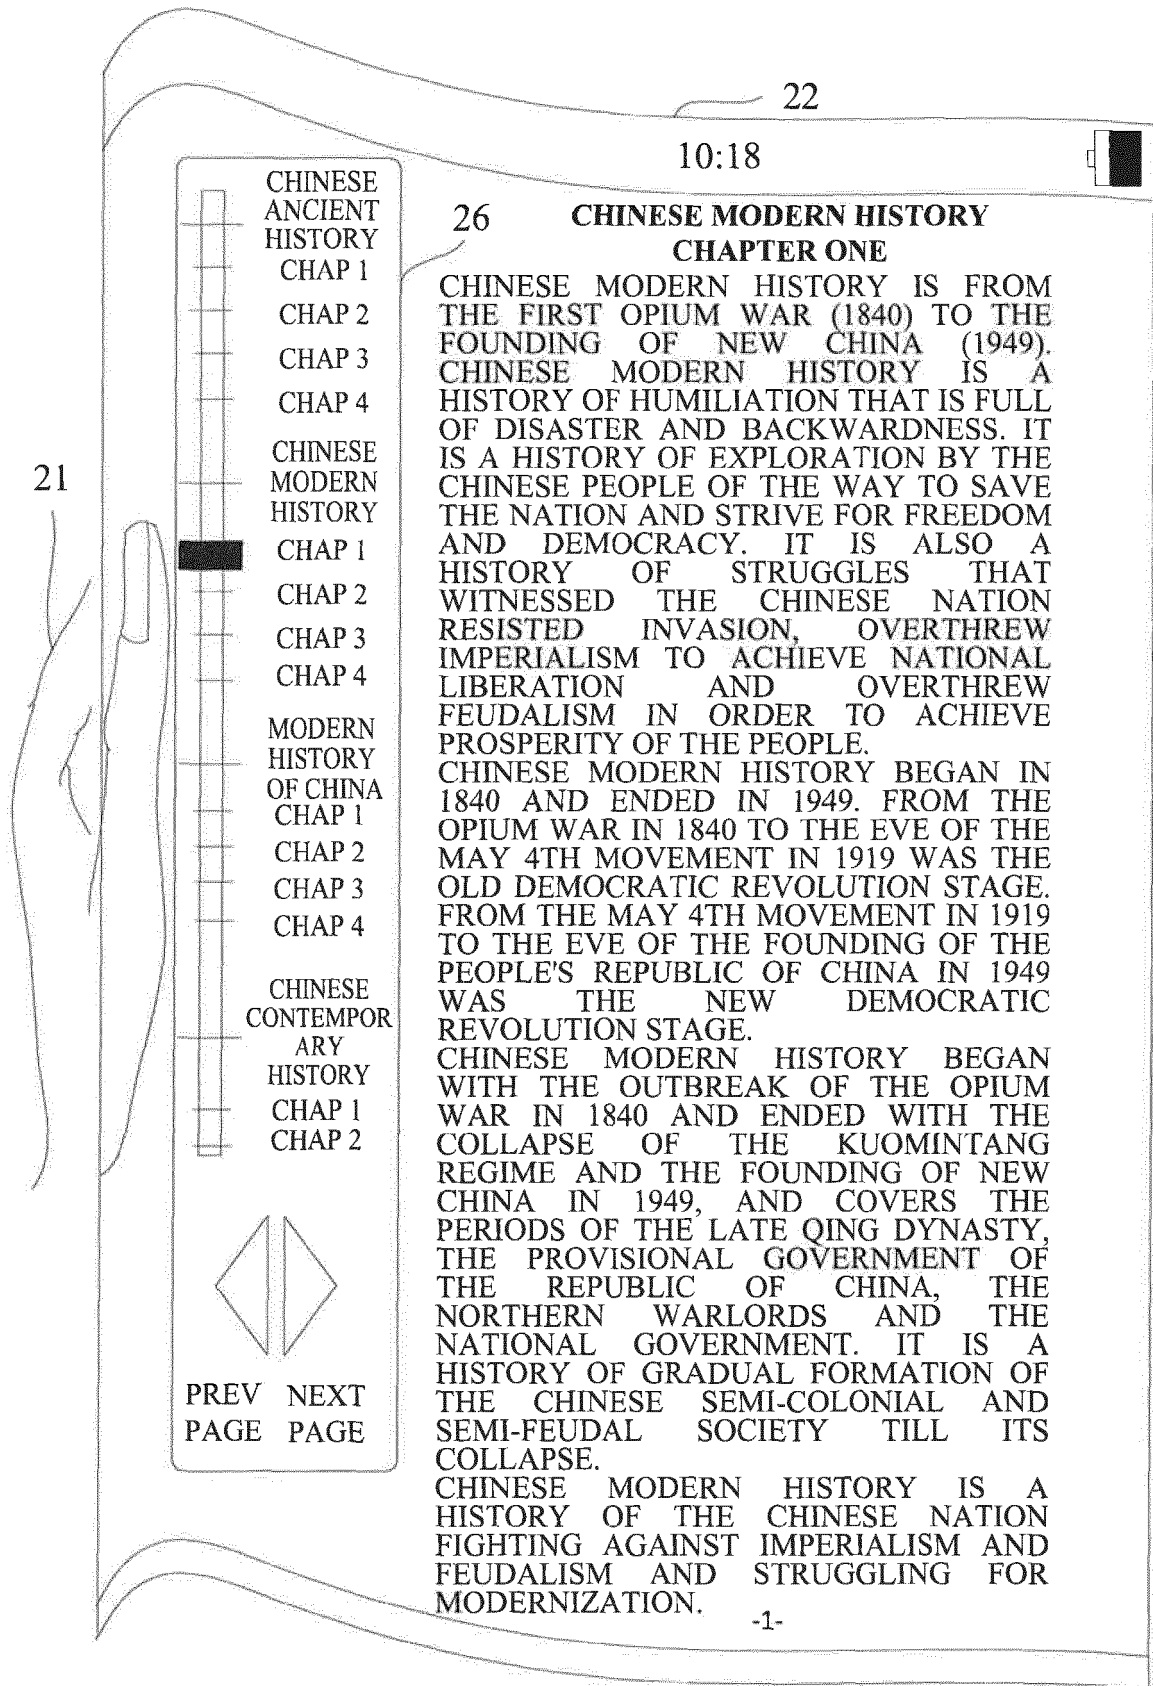 22
10:18
21
26
CHINESE
ANCIENT
HISTORY
CHAP 1
CHAP 2
CHAP 3
CHAP 4
CHINESE
MODERN
HISTORY
CHAP 1
CHAP 2
CHAP 3
CHAP 4
MODERN
HISTORY
OF CHINA
CHAP 1
CHAP 2
CHAP 3
CHAP 4
CHINESE
CONTEMPOR
ARY
HISTORY
CHAP 1
CHAP 2
PREV NEXT
PAGE PAGE
CHINESE MODERN HISTORY
CHAPTER ONE
CHINESE MODERN HISTORY IS FROM
THE FIRST OPIUM WAR (1840) TO THE
FOUNDING OF NEW CHINA (1949).
CHINESE MODERN HISTORY IS A
HISTORY OF HUMILIATION THAT IS FULL
OF DISASTER AND BACKWARDNESS. IT
IS A HISTORY OF EXPLORATION BY THE
CHINESE PEOPLE OF THE WAY TO SAVE
THE NATION AND STRIVE FOR FREEDOM
AND DEMOCRACY. IT IS ALSO A
HISTORY OF STRUGGLES THAT
WITNESSED THE CHINESE NATION
RESISTED INVASION, OVERTHREW
IMPERIALISM TO ACHIEVE NATIONAL
LIBERATION AND OVERTHREW
FEUDALISM IN ORDER TO ACHIEVE
PROSPERITY OF THE PEOPLE.
CHINESE MODERN HISTORY BEGAN IN
1840 AND ENDED IN 1949. FROM THE
OPIUM WAR IN 1840 TO THE EVE OF THE
MAY 4TH MOVEMENT IN 1919 WAS THE
OLD DEMOCRATIC REVOLUTION STAGE.
FROM THE MAY 4TH MOVEMENT IN 1919
TO THE EVE OF THE FOUNDING OF THE
PEOPLE'S REPUBLIC OF CHINA IN 1949
WAS THE NEW DEMOCRATIC
REVOLUTION STAGE.
CHINESE MODERN HISTORY BEGAN
WITH THE OUTBREAK OF THE OPIUM
WAR IN 1840 AND ENDED WITH THE
COLLAPSE OF THE KUOMINTANG
REGIME AND THE FOUNDING OF NEW
CHINA IN 1949, AND COVERS THE
PERIODS OF THE LATE QING DYNASTY,
THE PROVISIONAL GOVERNMENT OF
THE REPUBLIC OF CHINA, THE
NORTHERN WARLORDS AND THE
NATIONAL GOVERNMENT. IT IS A
HISTORY OF GRADUAL FORMATION OF
THE CHINESE SEMI-COLONIAL AND
SEMI-FEUDAL SOCIETY TILL ITS
COLLAPSE.
CHINESE MODERN HISTORY IS A
HISTORY OF THE CHINESE NATION
FIGHTING AGAINST IMPERIALISM AND
FEUDALISM AND STRUGGLING FOR
MODERNIZATION.
-1-